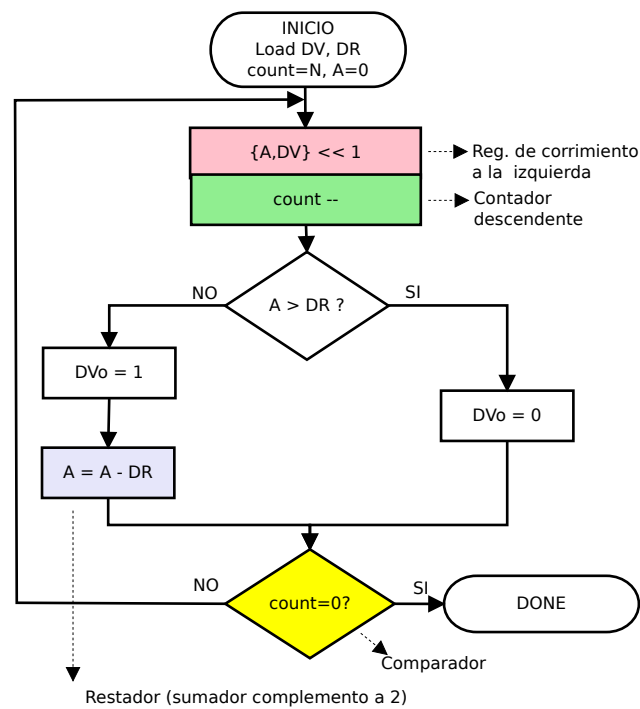 INICIO
Load DV, DR
count=N, A=0
{A,DV} << 1
Reg. de corrimiento
a la izquierda
count --
Contador
descendente
NO
A > DR ?
SI
DVo = 1
DVo = 0
A = A - DR
NO
count=0?
SI
DONE
Comparador
Restador (sumador complemento a 2)